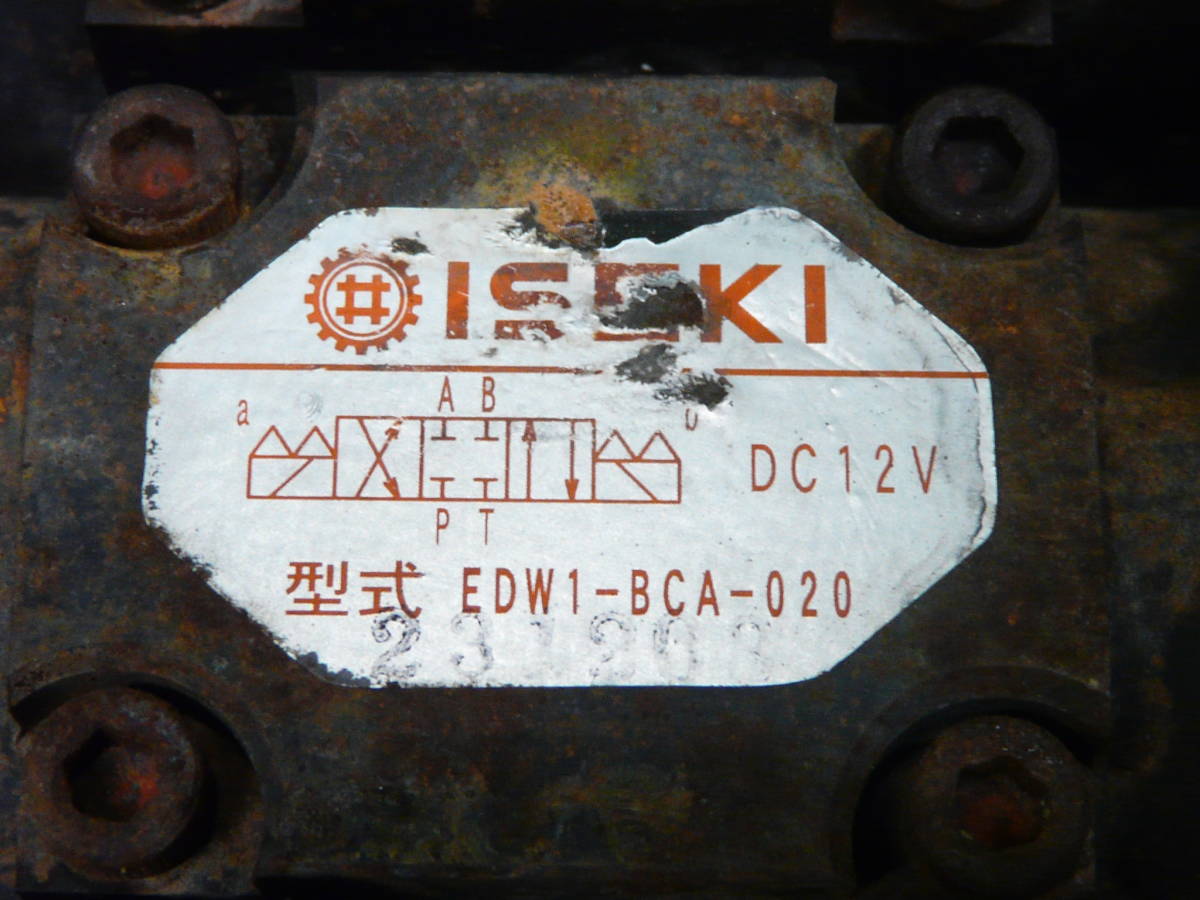 ISEKI
A B
a
DC12V
P T
型式 EDW1-BCA-020